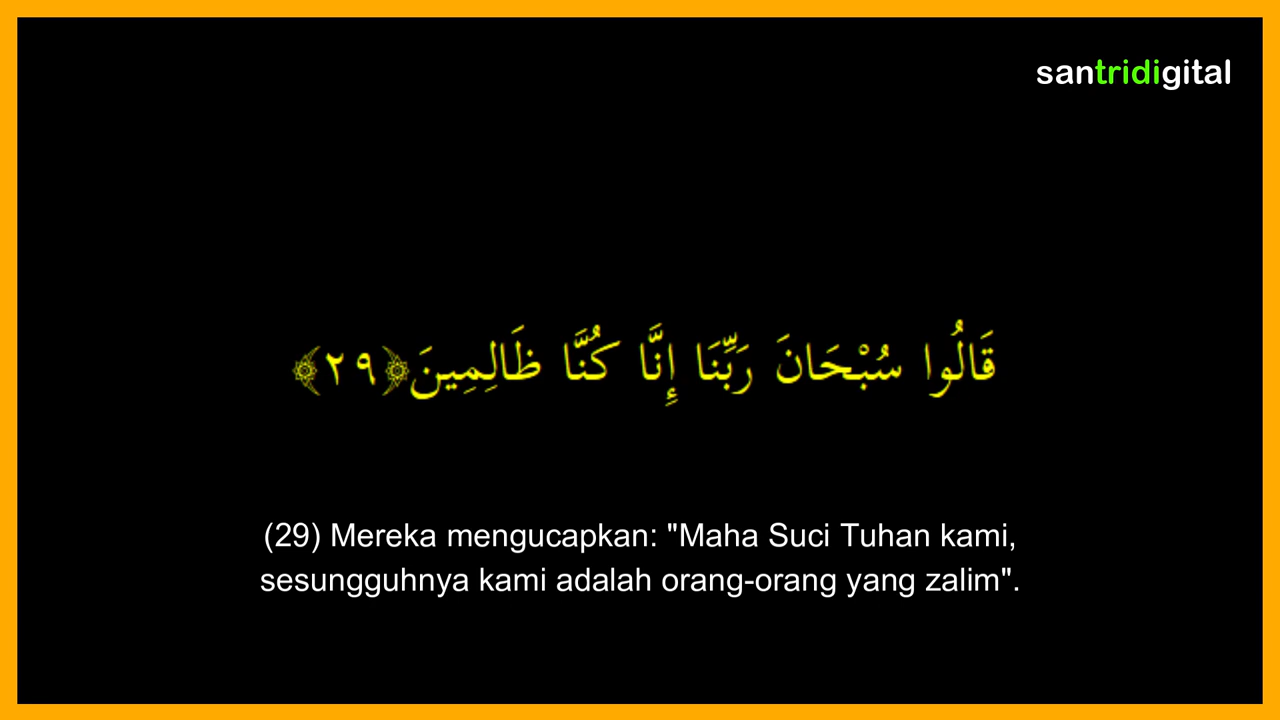 santridigital
قَالُوا سُبْحَانَ رَبِّنَا إِنَّا كُنَّا ظَالِمِينَ ﴿٢٩﴾
(29) Mereka mengucapkan: "Maha Suci Tuhan kami,
sesungguhnya kami adalah orang-orang yang zalim".